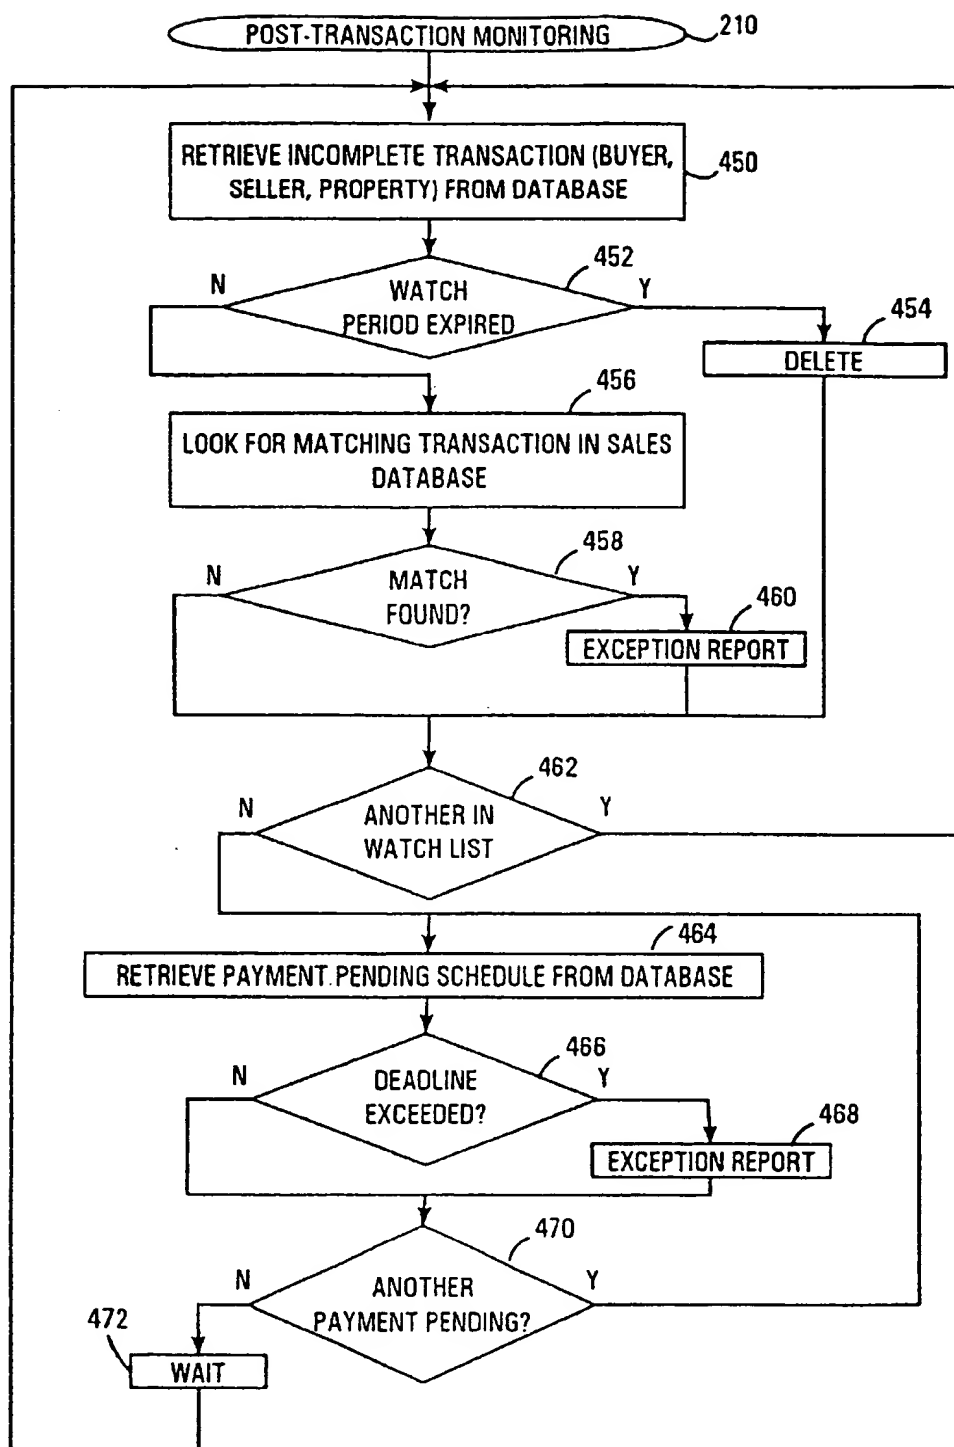 POST-TRANSACTION MONITORING
210
RETRIEVE INCOMPLETE TRANSACTION (BUYER,
SELLER, PROPERTY) FROM DATABASE
450
452
N
Y
WATCH
PERIOD EXPIRED
454
DELETE
456
LOOK FOR MATCHING TRANSACTION IN SALES
DATABASE
458
N
Y
MATCH
FOUND?
460
EXCEPTION REPORT
462
N
Y
ANOTHER IN
WATCH LIST
464
RETRIEVE PAYMENT PENDING SCHEDULE FROM DATABASE
466
N
Y
DEADLINE
EXCEEDED?
468
EXCEPTION REPORT
470
N
Y
ANOTHER
PAYMENT PENDING?
472
WAIT